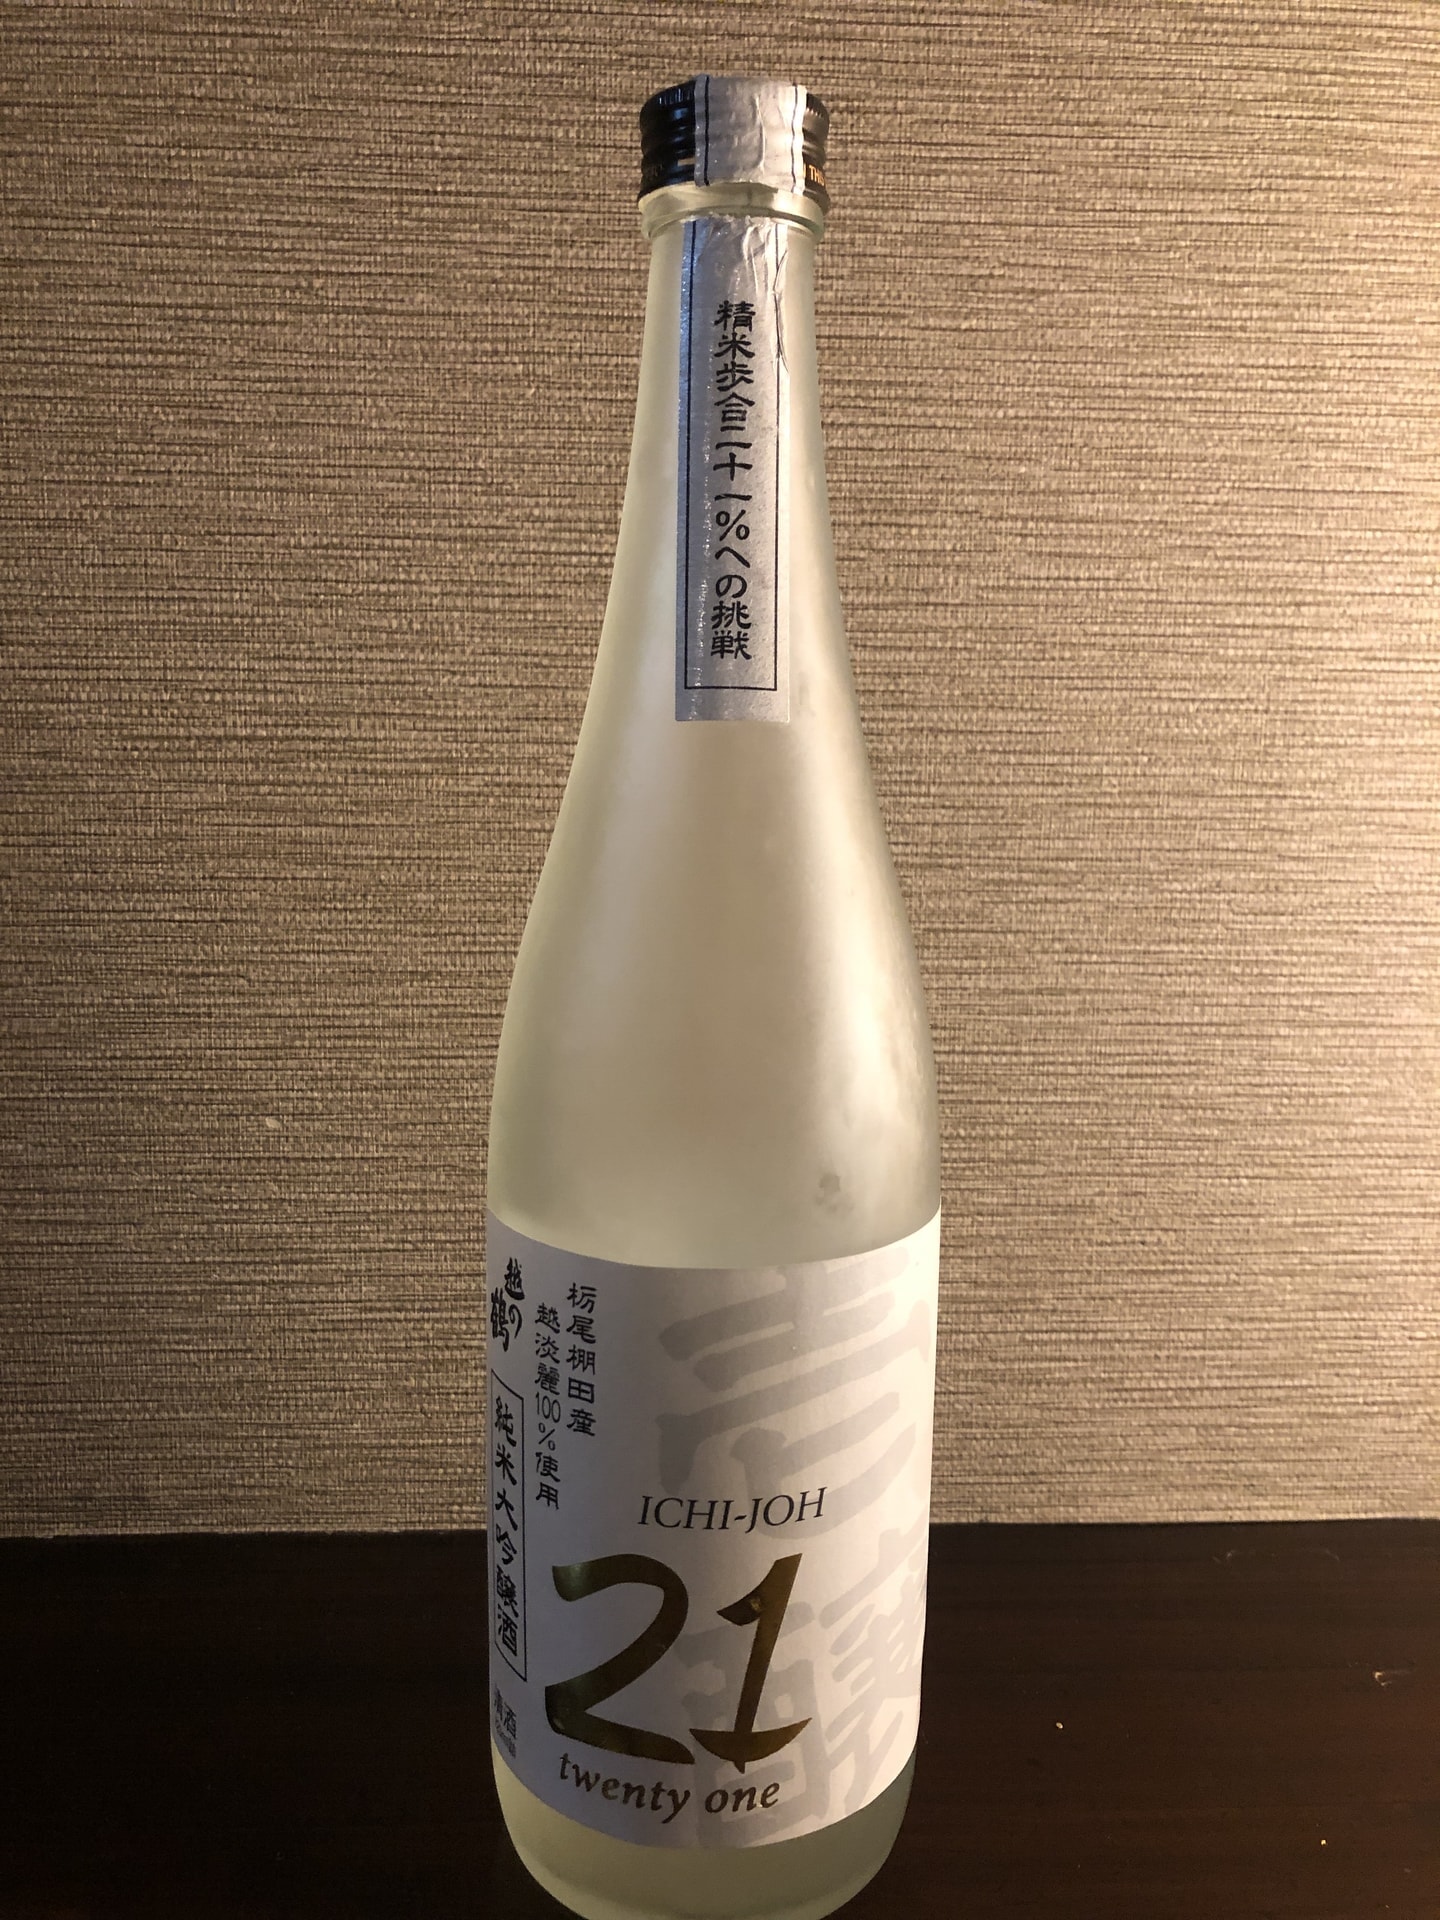 精米歩合二十一%への挑戦
栃尾棚田産
越淡麗100%使用
越の鶴
純米大吟醸酒
清酒
壱醸
ICHI-JOH
21
twenty one